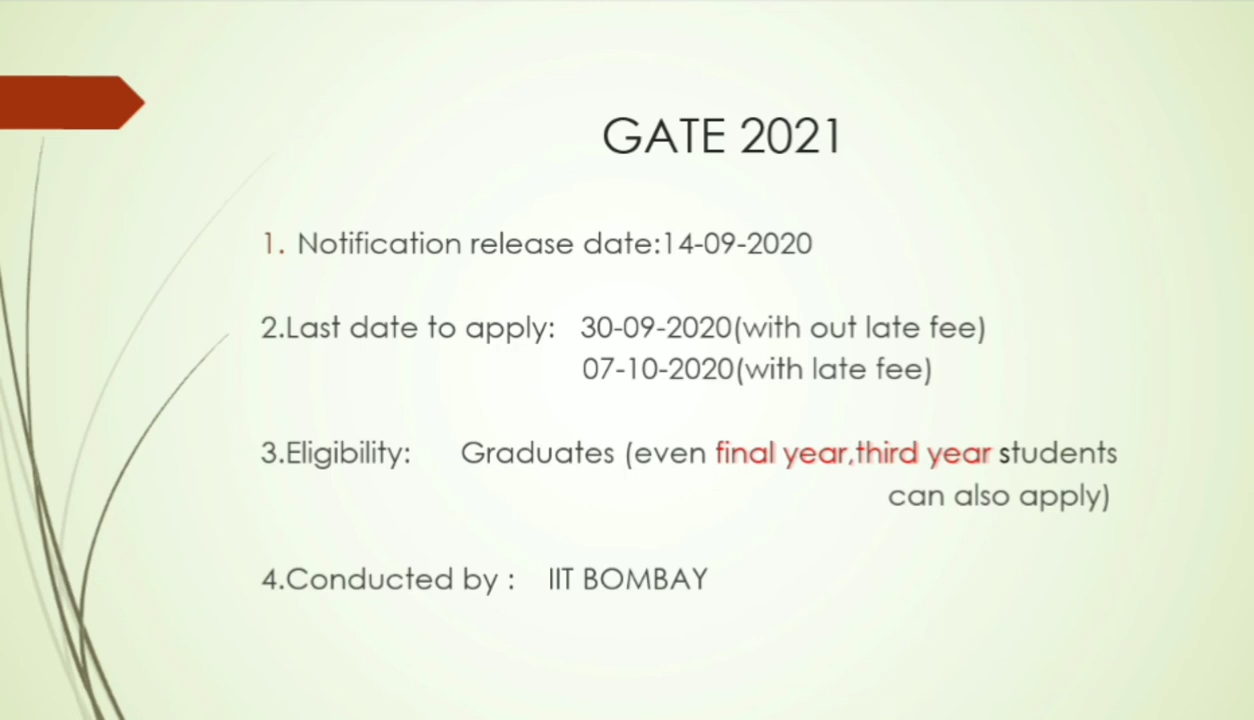 GATE 2021
1. Notification release date:14-09-2020
2.Last date to apply: 30-09-2020(with out late fee)
07-10-2020(with late fee)
3.Eligibility: Graduates (even final year,third year students
can also apply)
4.Conducted by : IIT BOMBAY